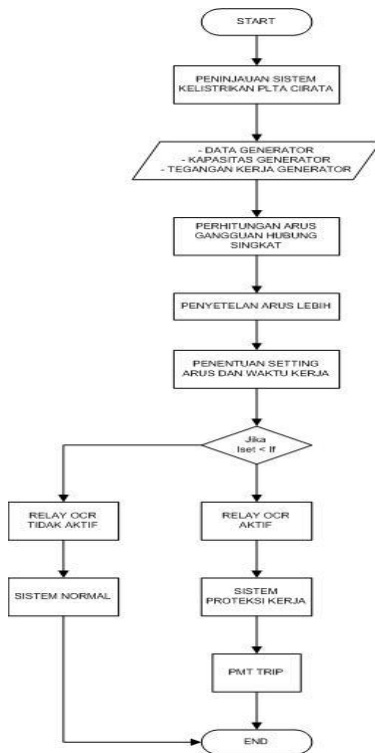 START
PENINJAUAN SISTEM
KELISTRIKAN PLTA CIRATA
- DATA GENERATOR
- KAPASITAS GENERATOR
- TEGANGAN KERJA GENERATOR
PERHITUNGAN ARUS
GANGGUAN HUBUNG
SINGKAT
PENYETELAN ARUS LEBIH
PENENTUAN SETTING
ARUS DAN WAKTU KERJA
Jika
Iset < If
RELAY OCR
TIDAK AKTIF
RELAY OCR
AKTIF
SISTEM NORMAL
SISTEM
PROTEKSI KERJA
PMT TRIP
END